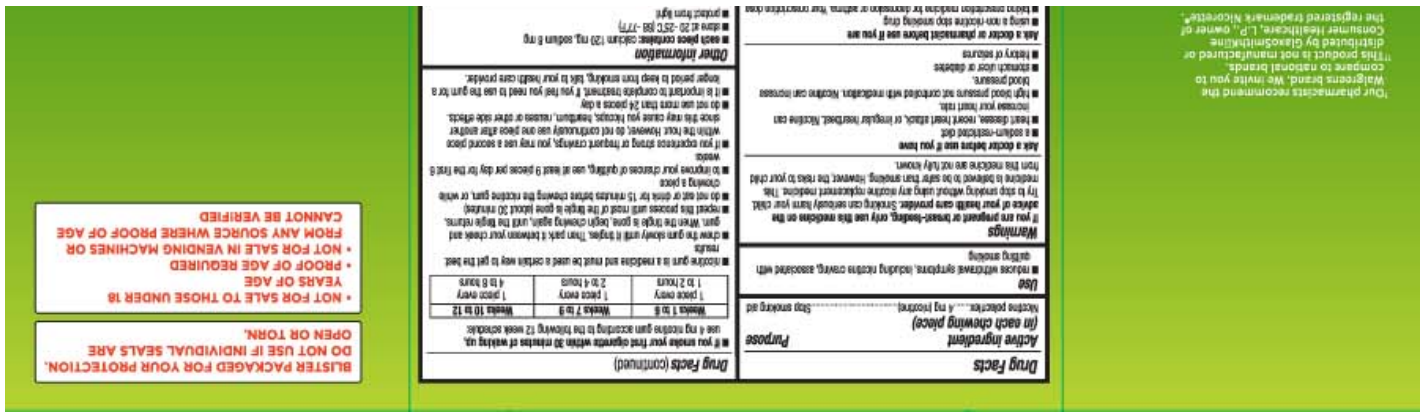 ¹Our pharmacists recommend the
Walgreens brand. We invite you to
compare to national brands.
††This product is not manufactured or
distributed by GlaxoSmithKline
Consumer Healthcare, L.P., owner of
the registered trademark Nicorette®.
Drug Facts
Active ingredient Purpose
(in each chewing piece)
Nicotine polacrilex......4 mg (nicotine)..............................Stop smoking aid
Use
■ reduces withdrawal symptoms, including nicotine craving, associated with
quitting smoking
Warnings
If you are pregnant or breast-feeding, only use this medicine on the
advice of your health care provider. Smoking can seriously harm your child.
Try to stop smoking without using any nicotine replacement medicine. This
medicine is believed to be safer than smoking. However, the risks to your child
from this medicine are not fully known.
Ask a doctor before use if you have
■ a sodium-restricted diet
■ heart disease, recent heart attack, or irregular heartbeat. Nicotine can
increase your heart rate.
■ high blood pressure not controlled with medication. Nicotine can increase
blood pressure.
■ stomach ulcer or diabetes
■ history of seizures
Ask a doctor or pharmacist before use if you are
■ using a non-nicotine stop smoking drug
■ taking prescription medicine for depression or asthma. Your prescription dose
Drug Facts (continued)
■ If you smoke your first cigarette within 30 minutes of waking up,
use 4 mg nicotine gum according to the following 12 week schedule:
Weeks 1 to 6 Weeks 7 to 9 Weeks 10 to 12
1 piece every 1 piece every 1 piece every
1 to 2 hours 2 to 4 hours 4 to 8 hours
■ nicotine gum is a medicine and must be used a certain way to get the best
results
■ chew the gum slowly until it tingles. Then park it between your cheek and
gum. When the tingle is gone, begin chewing again, until the tingle returns.
■ repeat this process until most of the tingle is gone (about 30 minutes)
■ do not eat or drink for 15 minutes before chewing the nicotine gum, or while
chewing a piece
■ to improve your chances of quitting, use at least 9 pieces per day for the first 6
weeks
■ if you experience strong or frequent cravings, you may use a second piece
within the hour. However, do not continuously use one piece after another
since this may cause you hiccups, heartburn, nausea or other side effects.
■ do not use more than 24 pieces a day
■ it is important to complete treatment. If you feel you need to use the gum for a
longer period to keep from smoking, talk to your health care provider.
Other information
■ each piece contains: calcium 120 mg, sodium 6 mg
■ store at 20 -25°C (68 -77°F)
■ protect from light
BLISTER PACKAGED FOR YOUR PROTECTION.
DO NOT USE IF INDIVIDUAL SEALS ARE
OPEN OR TORN.
• NOT FOR SALE TO THOSE UNDER 18
YEARS OF AGE
• PROOF OF AGE REQUIRED
• NOT FOR SALE IN VENDING MACHINES OR
FROM ANY SOURCE WHERE PROOF OF AGE
CANNOT BE VERIFIED